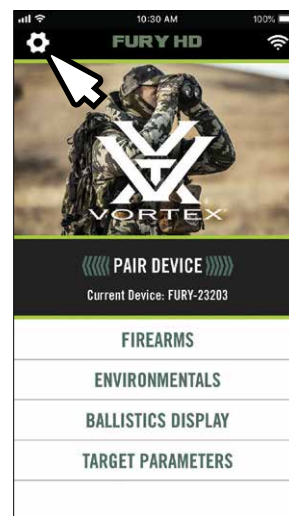 10:30 AM 100%
FURY HD
VORTEX
PAIR DEVICE
Current Device: FURY-23203
FIREARMS
ENVIRONMENTALS
BALLISTICS DISPLAY
TARGET PARAMETERS